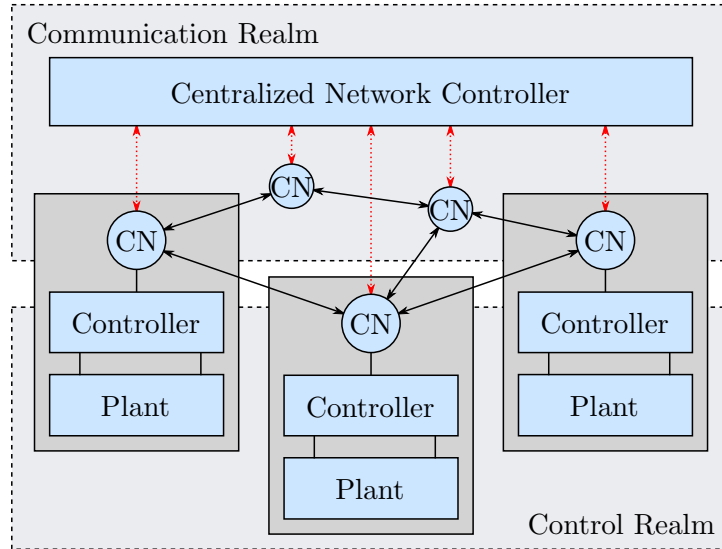 Communication Realm
Centralized Network Controller
CN
CN
CN
CN
CN
Controller
Controller
Controller
Plant
Plant
Plant
Control Realm